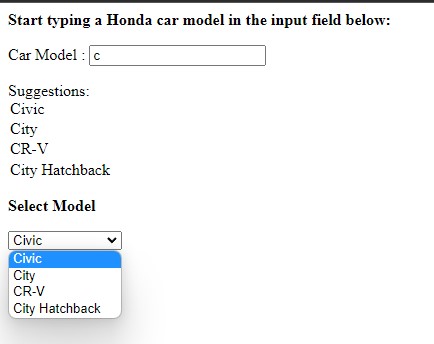 Start typing a Honda car model in the input field below:
Car Model : c
Suggestions:
Civic
City
CR-V
City Hatchback
Select Model
Civic
Civic
City
CR-V
City Hatchback